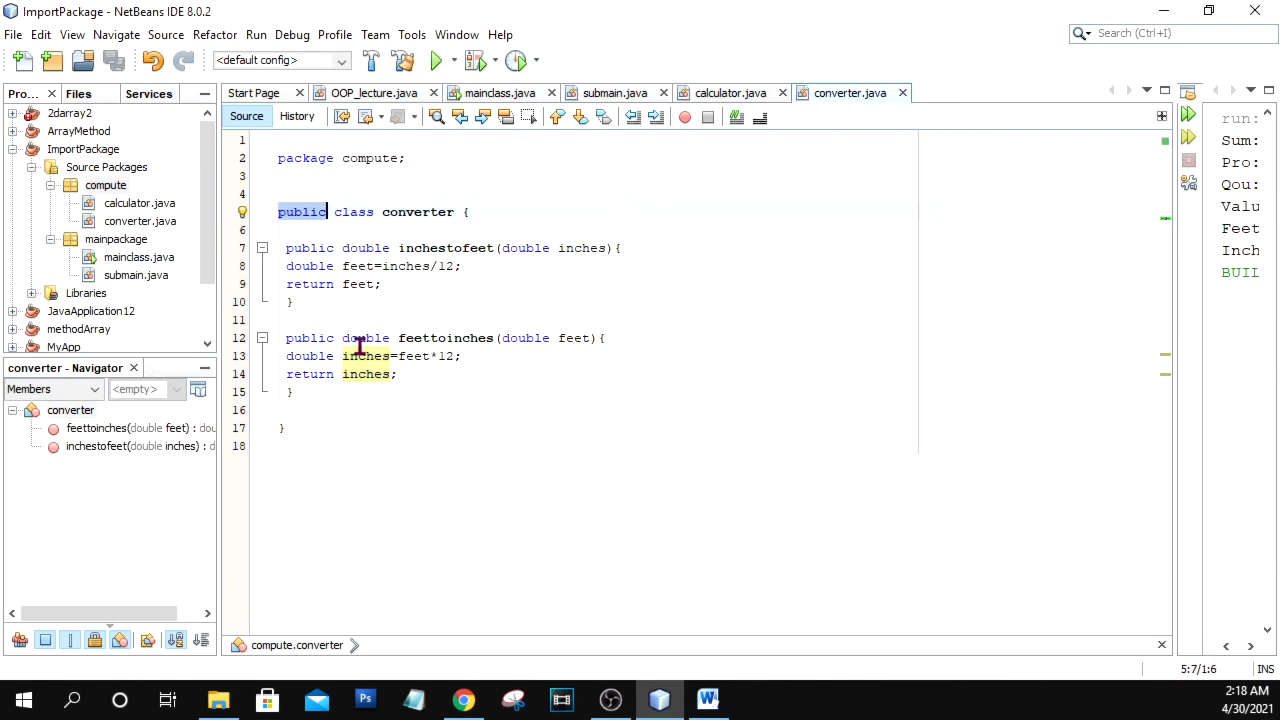 ImportPackage - NetBeans IDE 8.0.2
File Edit View Navigate Source Refactor Run Debug Profile Team Tools Window Help
Search (Ctrl+I)
<default config>
Pro... Files Services
Start Page OOP_lecture.java mainclass.java submain.java calculator.java converter.java
2darray2
ArrayMethod
ImportPackage
Source Packages
compute
calculator.java
converter.java
mainpackage
mainclass.java
submain.java
Libraries
JavaApplication12
methodArray
MyApp
converter - Navigator
Members <empty>
converter
feettoinches(double feet) : dou
inchestofeet(double inches) : d
Source History
1
2 package compute;
3
4
public class converter {
6
7 public double inchestofeet(double inches){
8 double feet=inches/12;
9 return feet;
10 }
11
12 public double feettoinches(double feet){
13 double inches=feet*12;
14 return inches;
15 }
16
17 }
18
run:
Sum:
Pro:
Qou:
Valu
Feet
Inch
BUIL
compute.converter
5:7/1:6 INS
Ps
W
2:18 AM
4/30/2021